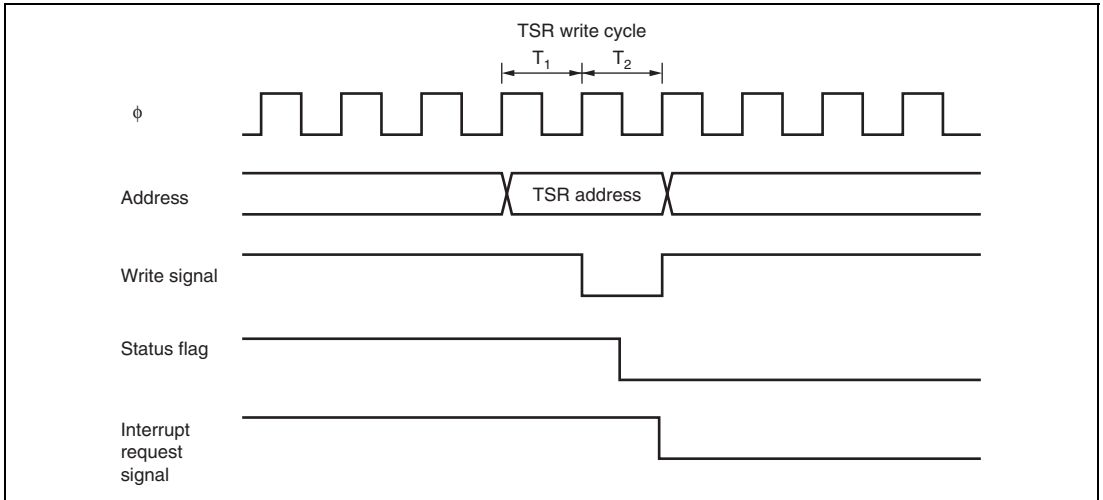 TSR write cycle
T1 T2
ϕ
Address
TSR address
Write signal
Status flag
Interrupt
request
signal